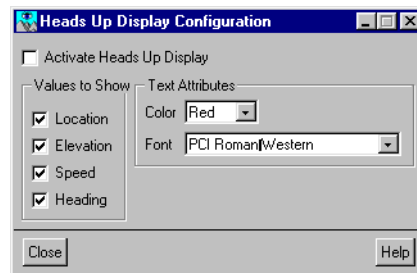 Heads Up Display Configuration
Activate Heads Up Display
Values to Show
Location
Elevation
Speed
Heading
Text Attributes
Color Red
Font PCI Roman|Western
Close
Help